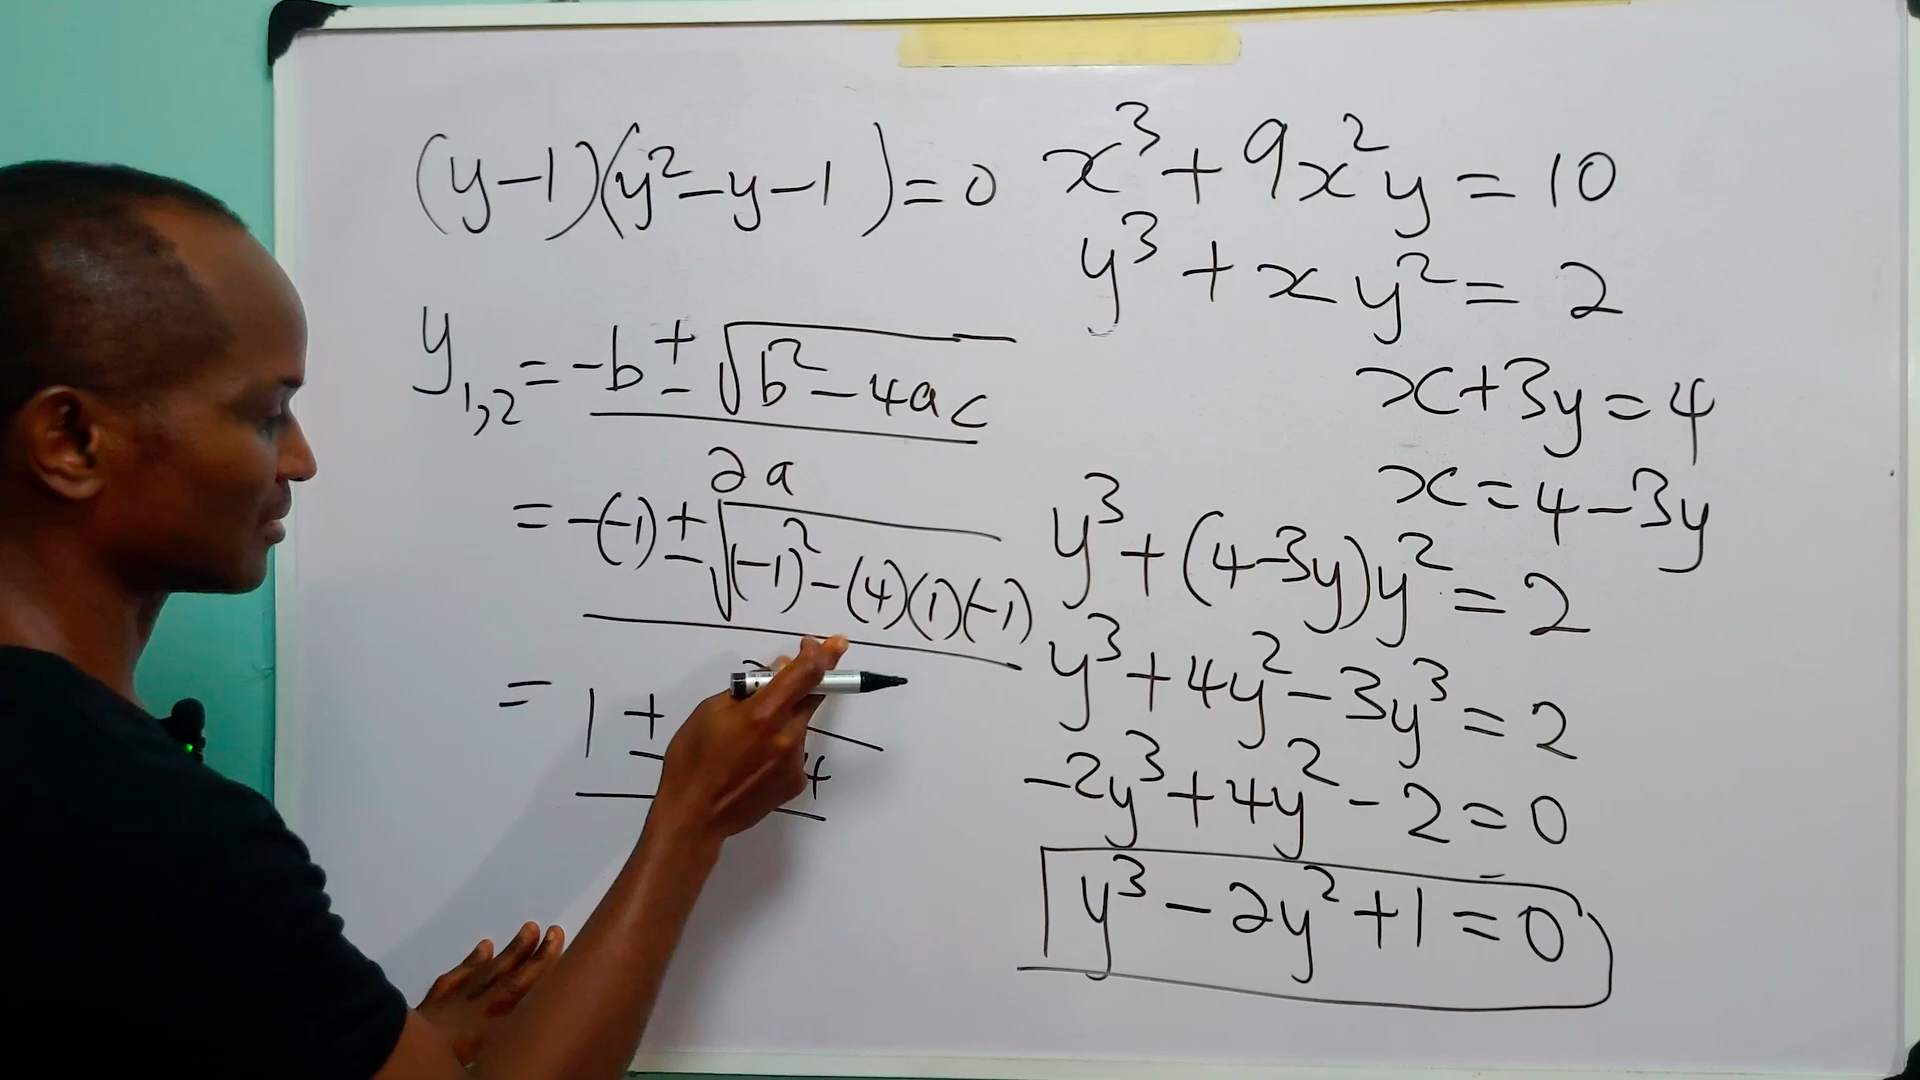 (y-1)(y²-y-1)=0
y₁,₂ = -b ± √(b²-4ac)
2a
= -(-1) ± √((-1)²-(4)(1)(-1))
= 1 ±
4
x³+9x²y=10
y³+xy²=2
x+3y=4
x=4-3y
y³+(4-3y)y²=2
y³+4y²-3y³=2
-2y³+4y²-2=0
y³-2y²+1=0